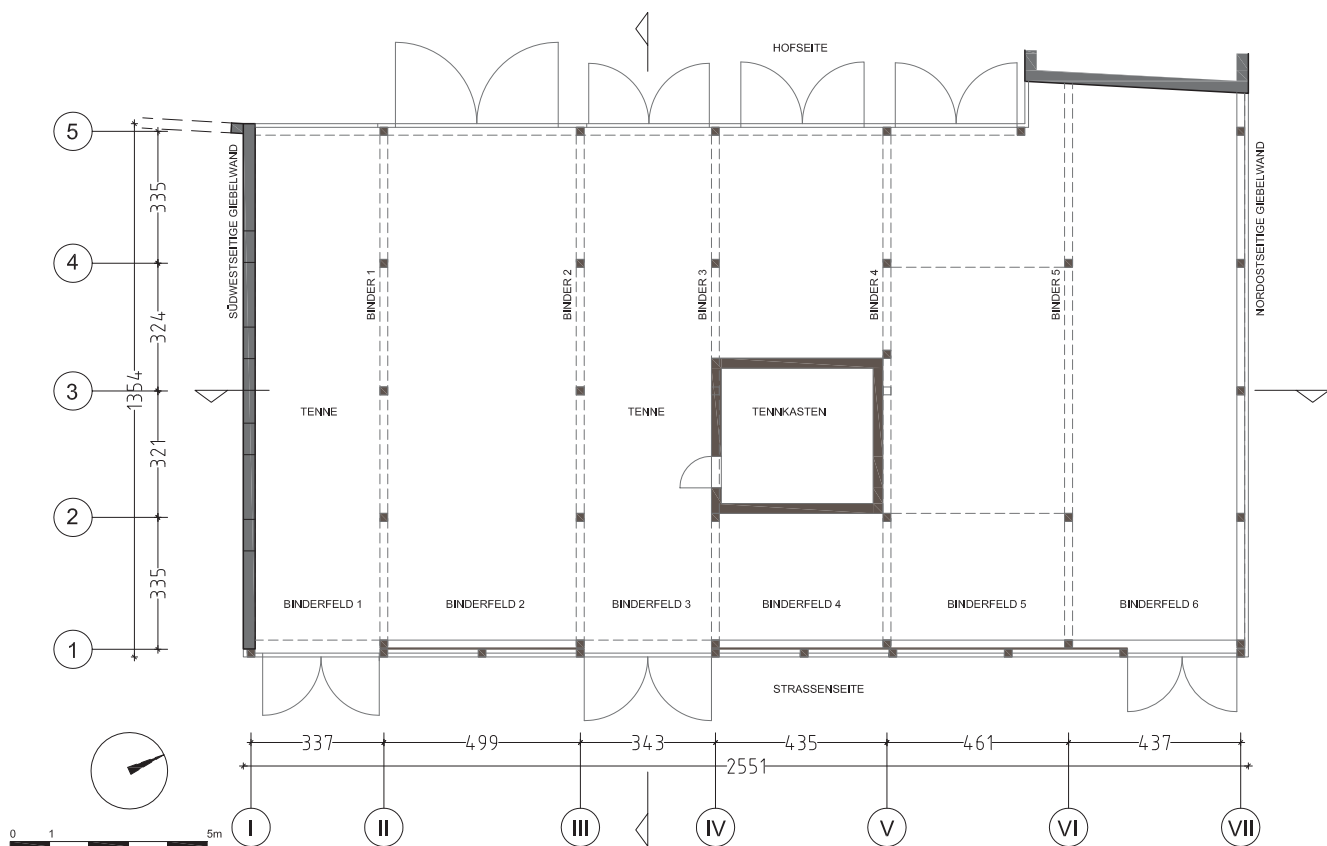 HOFSEITE
5
335
4
324
3
1354
321
2
335
1
SÜDWESTSEITIGE GIEBELWAND
BINDER 1
BINDER 2
BINDER 3
BINDER 4
BINDER 5
NORDOSTSEITIGE GIEBELWAND
TENNE
TENNE
TENNKASTEN
BINDERFELD 1
BINDERFELD 2
BINDERFELD 3
BINDERFELD 4
BINDERFELD 5
BINDERFELD 6
STRASSENSEITE
337
499
343
435
461
437
2551
I
II
III
IV
V
VI
VII
0 1 5m